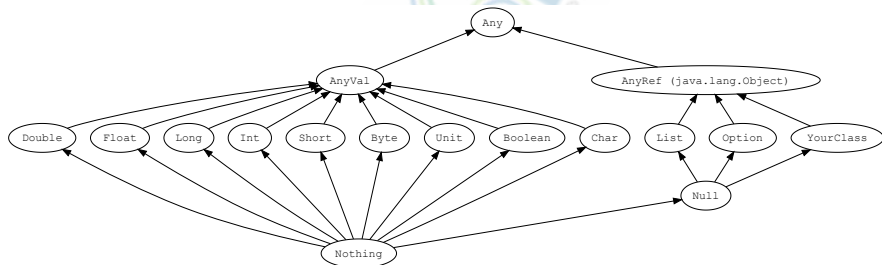 Any
AnyVal
AnyRef (java.lang.Object)
Double Float Long Int Short Byte Unit Boolean Char List Option YourClass
Null
Nothing